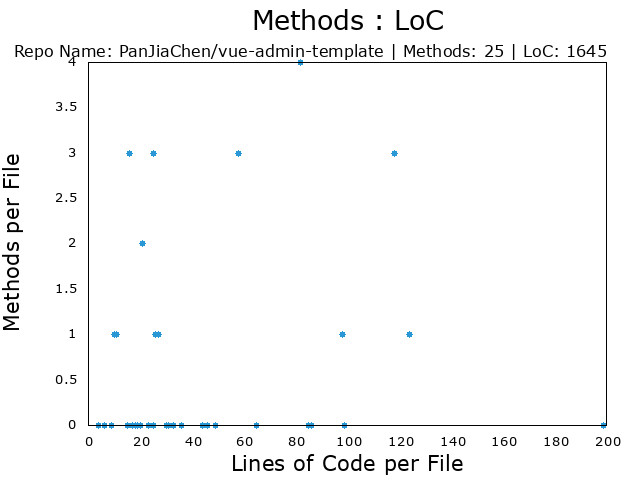 Methods : LoC
Repo Name: PanJiaChen/vue-admin-template | Methods: 25 | LoC: 1645
4
3.5
3
2.5
2
1.5
1
0.5
0
Methods per File
0 20 40 60 80 100 120 140 160 180 200
Lines of Code per File